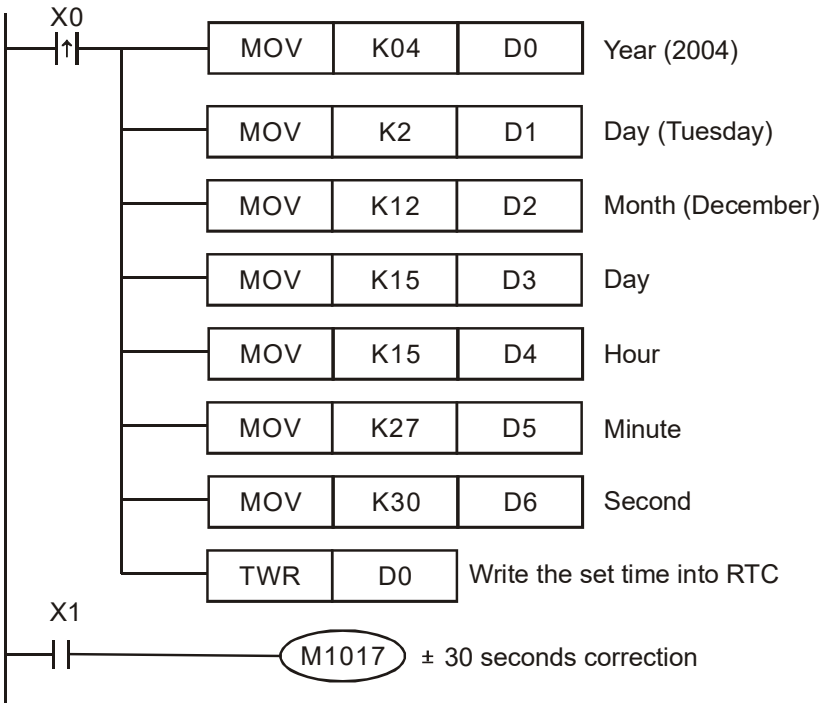 X0
MOV K04 D0 Year (2004)
MOV K2 D1 Day (Tuesday)
MOV K12 D2 Month (December)
MOV K15 D3 Day
MOV K15 D4 Hour
MOV K27 D5 Minute
MOV K30 D6 Second
TWR D0 Write the set time into RTC
X1
M1017 ± 30 seconds correction